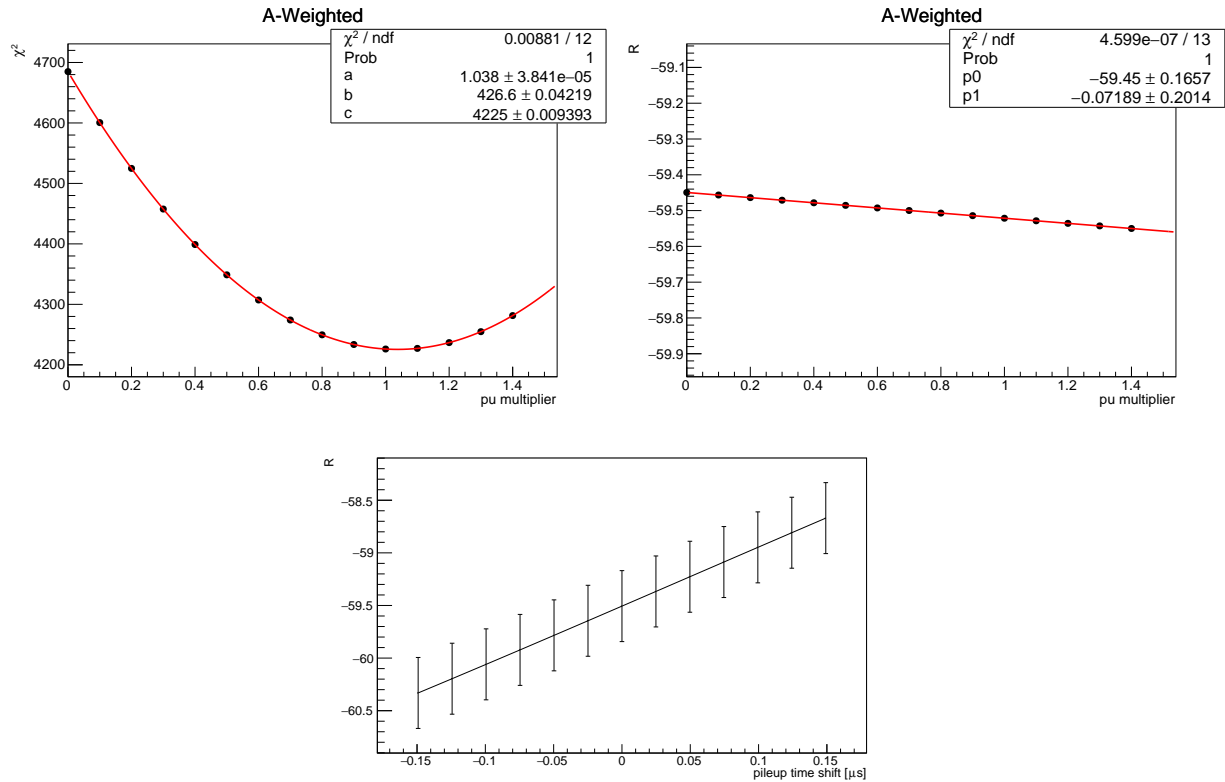 A-Weighted
χ² / ndf 0.00881 / 12
Prob 1
a 1.038 ± 3.841e−05
b 426.6 ± 0.04219
c 4225 ± 0.009393
χ²
4700
4600
4500
4400
4300
4200
0 0.2 0.4 0.6 0.8 1 1.2 1.4
pu multiplier
A-Weighted
χ² / ndf 4.599e−07 / 13
Prob 1
p0 −59.45 ± 0.1657
p1 −0.07189 ± 0.2014
R
−59.1
−59.2
−59.3
−59.4
−59.5
−59.6
−59.7
−59.8
−59.9
0 0.2 0.4 0.6 0.8 1 1.2 1.4
pu multiplier
R
−58.5
−59
−59.5
−60
−60.5
−0.15 −0.1 −0.05 0 0.05 0.1 0.15
pileup time shift [μs]